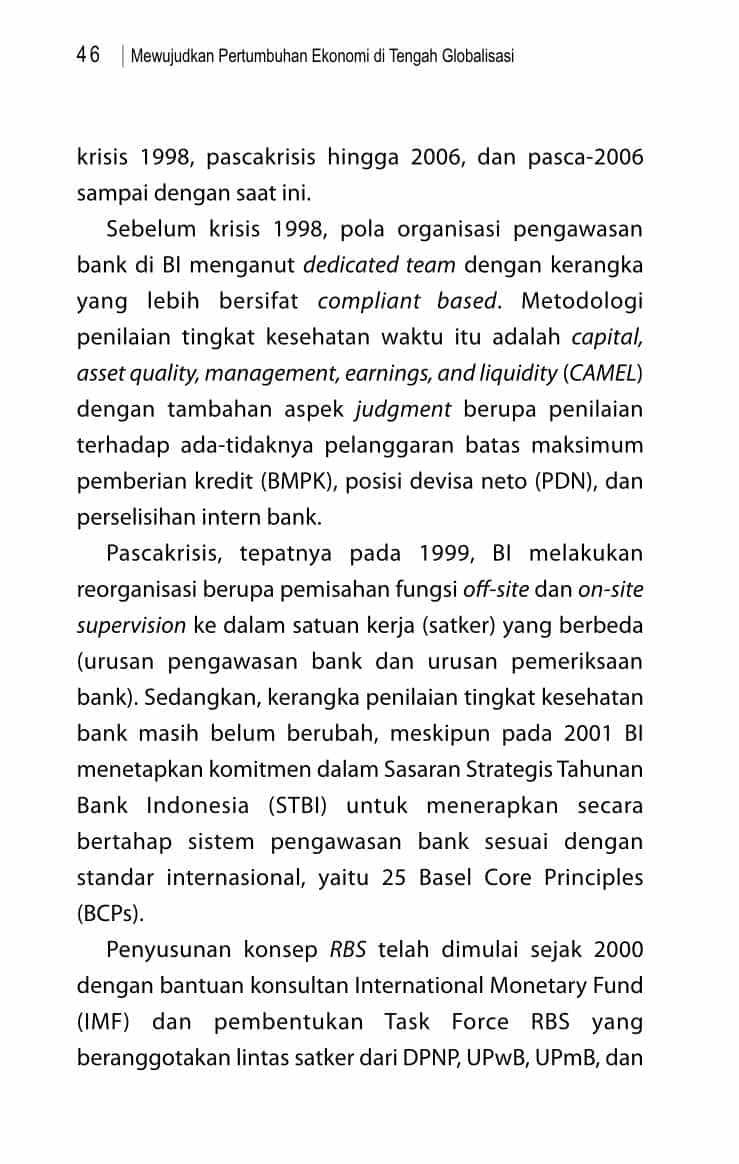 46 | Mewujudkan Pertumbuhan Ekonomi di Tengah Globalisasi
krisis 1998, pascakrisis hingga 2006, dan pasca-2006
sampai dengan saat ini.
Sebelum krisis 1998, pola organisasi pengawasan
bank di BI menganut dedicated team dengan kerangka
yang lebih bersifat compliant based. Metodologi
penilaian tingkat kesehatan waktu itu adalah capital,
asset quality, management, earnings, and liquidity (CAMEL)
dengan tambahan aspek judgment berupa penilaian
terhadap ada-tidaknya pelanggaran batas maksimum
pemberian kredit (BMPK), posisi devisa neto (PDN), dan
perselisihan intern bank.
Pascakrisis, tepatnya pada 1999, BI melakukan
reorganisasi berupa pemisahan fungsi off-site dan on-site
supervision ke dalam satuan kerja (satker) yang berbeda
(urusan pengawasan bank dan urusan pemeriksaan
bank). Sedangkan, kerangka penilaian tingkat kesehatan
bank masih belum berubah, meskipun pada 2001 BI
menetapkan komitmen dalam Sasaran Strategis Tahunan
Bank Indonesia (STBI) untuk menerapkan secara
bertahap sistem pengawasan bank sesuai dengan
standar internasional, yaitu 25 Basel Core Principles
(BCPs).
Penyusunan konsep RBS telah dimulai sejak 2000
dengan bantuan konsultan International Monetary Fund
(IMF) dan pembentukan Task Force RBS yang
beranggotakan lintas satker dari DPNP, UPwB, UPmB, dan